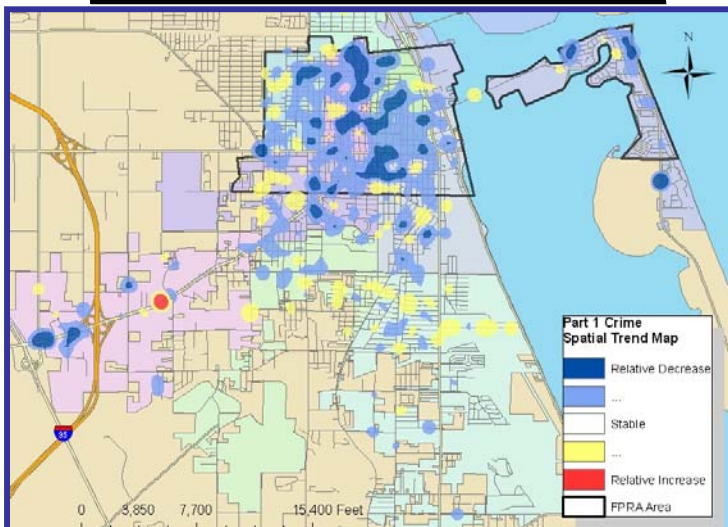 N
95
0 3,850 7,700 15,400 Feet
Part 1 Crime
Spatial Trend Map
Relative Decrease
...
Stable
...
Relative Increase
FPRA Area